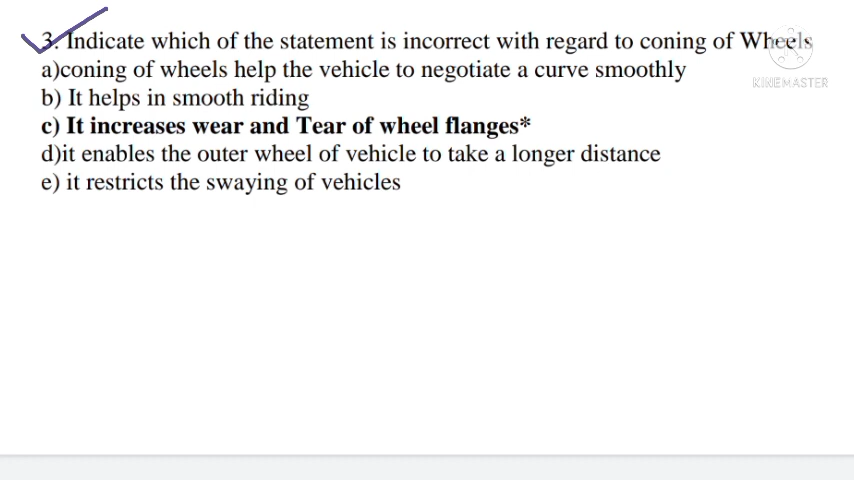 3. Indicate which of the statement is incorrect with regard to coning of Wheels
a)coning of wheels help the vehicle to negotiate a curve smoothly
KINEMASTER
b) It helps in smooth riding
c) It increases wear and Tear of wheel flanges*
d)it enables the outer wheel of vehicle to take a longer distance
e) it restricts the swaying of vehicles